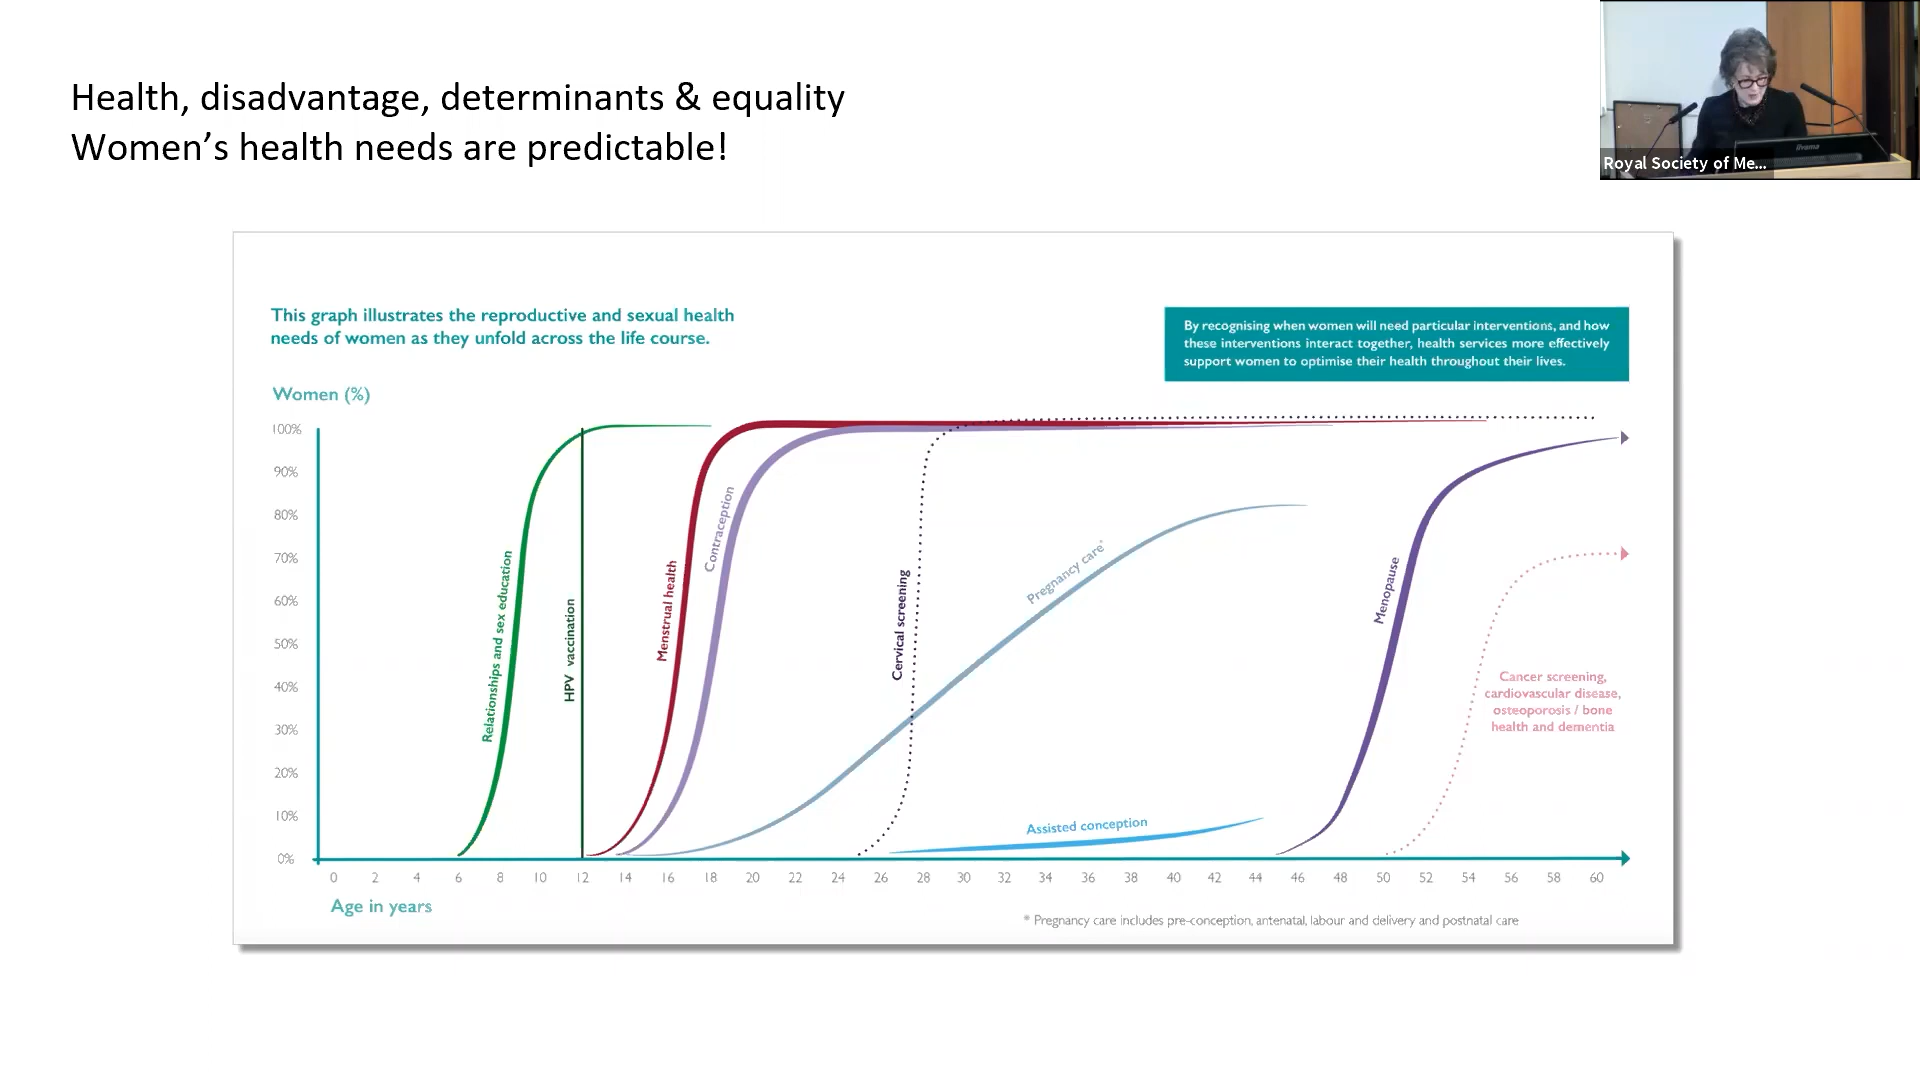 Health, disadvantage, determinants & equality
Women’s health needs are predictable!
Royal Society of Me...
iiyama
This graph illustrates the reproductive and sexual health
needs of women as they unfold across the life course.
By recognising when women will need particular interventions, and how
these interventions interact together, health services more effectively
support women to optimise their health throughout their lives.
Women (%)
100%
90%
80%
70%
60%
50%
40%
30%
20%
10%
0%
Relationships and sex education
HPV vaccination
Menstrual health
Contraception
Cervical screening
Pregnancy care*
Assisted conception
Menopause
Cancer screening,
cardiovascular disease,
osteoporosis / bone
health and dementia
0 2 4 6 8 10 12 14 16 18 20 22 24 26 28 30 32 34 36 38 40 42 44 46 48 50 52 54 56 58 60
Age in years
* Pregnancy care includes pre-conception, antenatal, labour and delivery and postnatal care